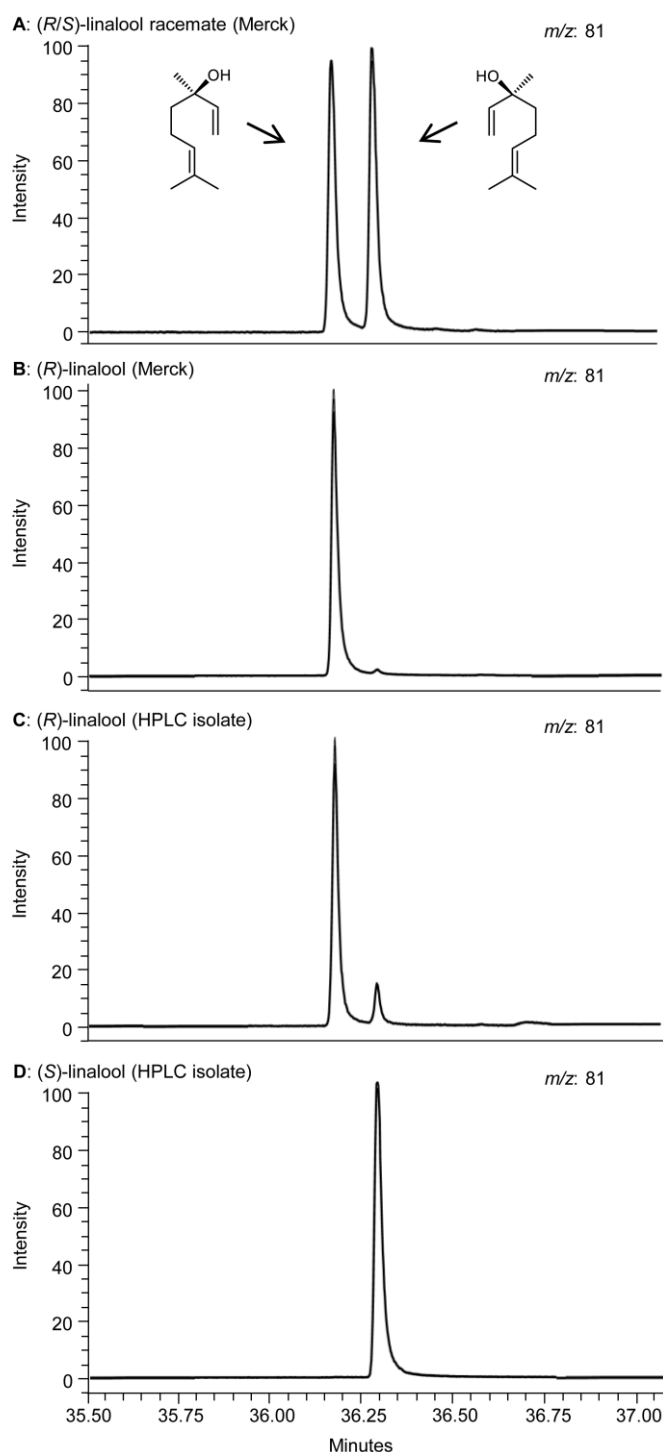 A: (R/S)-linalool racemate (Merck)
m/z: 81
100
80
60
40
20
0
Intensity
OH
HO
B: (R)-linalool (Merck)
m/z: 81
100
80
60
40
20
0
Intensity
C: (R)-linalool (HPLC isolate)
m/z: 81
100
80
60
40
20
0
Intensity
D: (S)-linalool (HPLC isolate)
m/z: 81
100
80
60
40
20
0
Intensity
35.50 35.75 36.00 36.25 36.50 36.75 37.00
Minutes